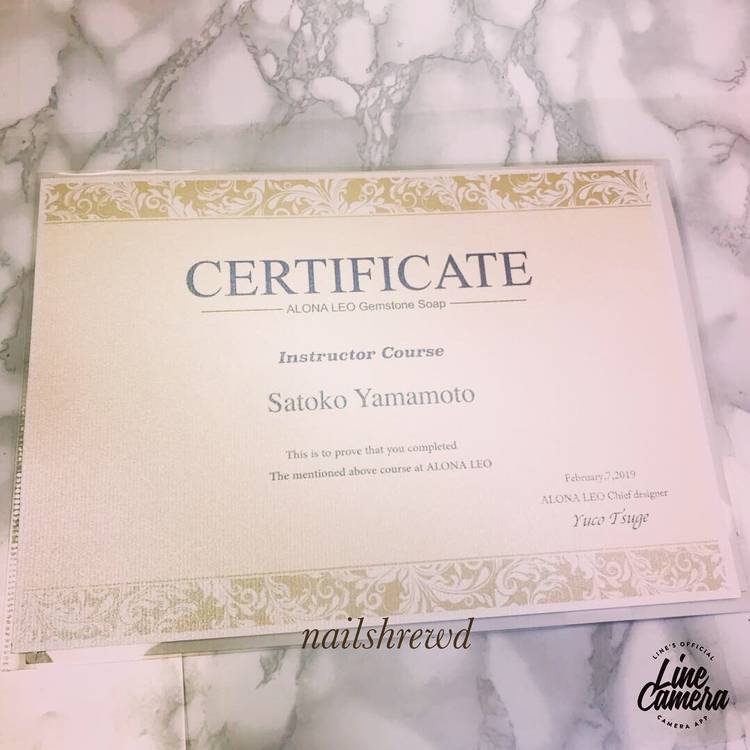 CERTIFICATE
ALONA LEO Gemstone Soap
Instructor Course
Satoko Yamamoto
This is to prove that you completed
The mentioned above course at ALONA LEO
February,7,2019
ALONA LEO Chief designer
Yuco Tsuge
nailshrewd
LINE'S OFFICIAL
Line
Camera
CAMERA APP